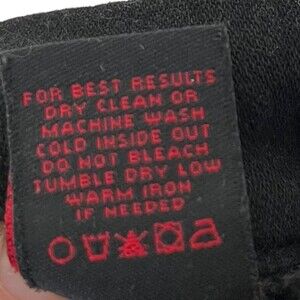 FOR BEST RESULTS
DRY CLEAN OR
MACHINE WASH
COLD INSIDE OUT
DO NOT BLEACH
TUMBLE DRY LOW
WARM IRON
IF NEEDED